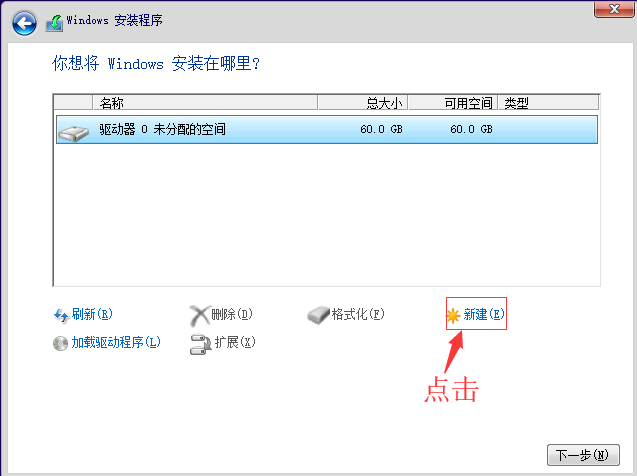 Windows 安装程序
你想将 Windows 安装在哪里?
名称 总大小 可用空间 类型
驱动器 0 未分配的空间 60.0 GB 60.0 GB
刷新(R) 删除(D) 格式化(F) 新建(E)
加载驱动程序(L) 扩展(X)
点击
下一步(N)